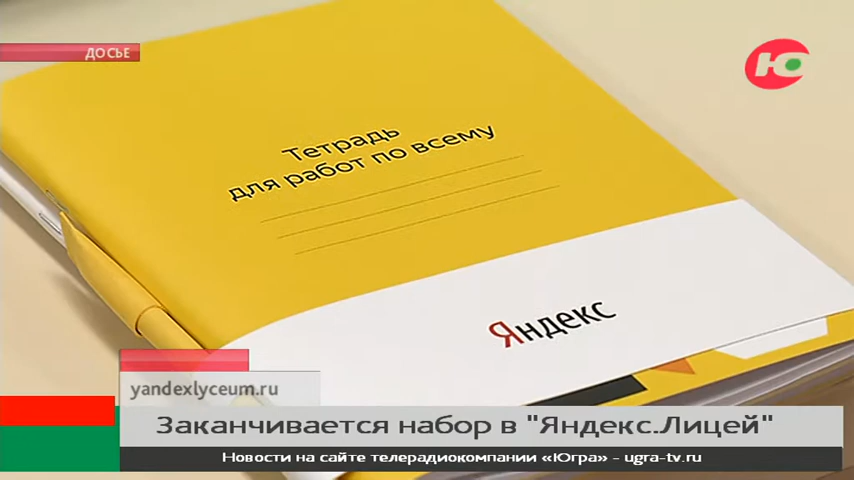 ДОСЬЕ
Ю
Тетрадь
для работ по всему
Яндекс
yandexlyceum.ru
Заканчивается набор в "Яндекс.Лицей"
Новости на сайте телерадиокомпании «Югра» - ugra-tv.ru